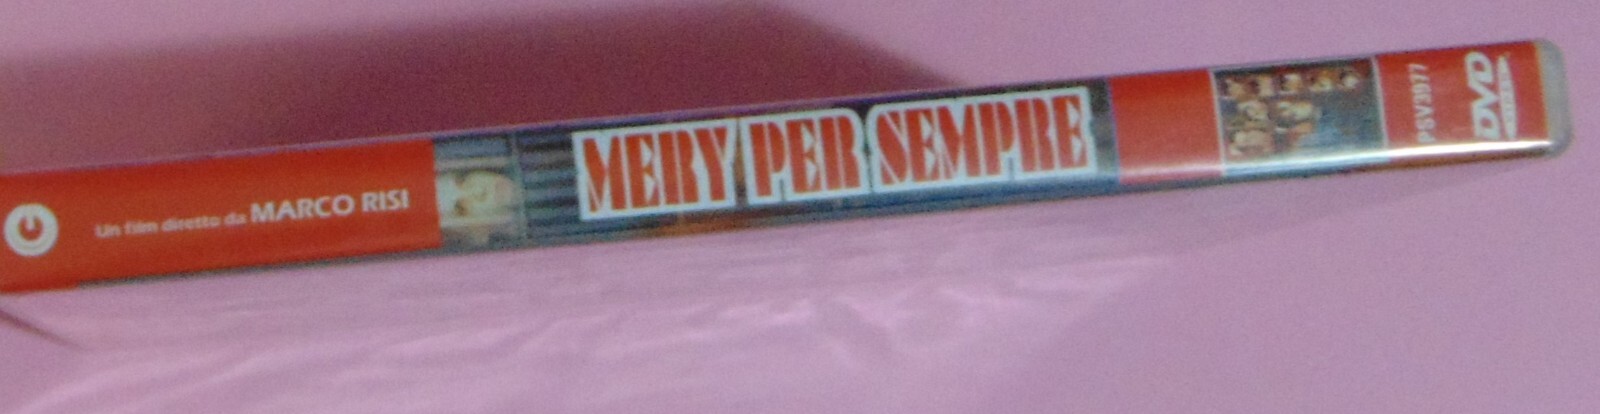 Un film diretto da MARCO RISI
MERY PER SEMPRE
PSV3977
DVD